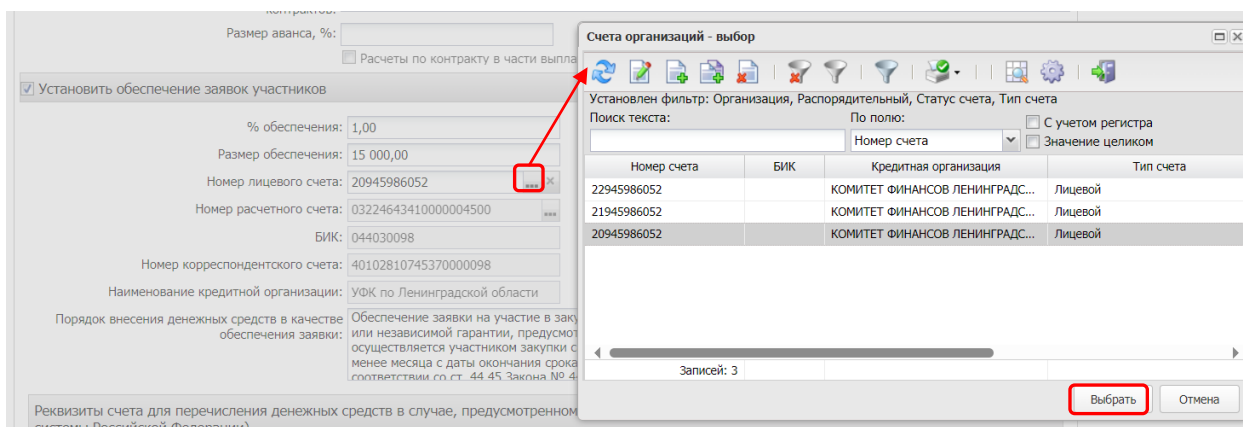 контрактов:
Размер аванса, %:
Расчеты по контракту в части выпла
Установить обеспечение заявок участников
% обеспечения: 1,00
Размер обеспечения: 15 000,00
Номер лицевого счета: 20945986052 ...
Номер расчетного счета: 03224643410000004500 ...
БИК: 044030098
Номер корреспондентского счета: 40102810745370000098
Наименование кредитной организации: УФК по Ленинградской области
Порядок внесения денежных средств в качестве обеспечения заявки:
Обеспечение заявки на участие в заку
или независимой гарантии, предусмот
осуществляется участником закупки с
менее месяца с даты окончания срока
соответствии со ст. 44 45 Закона № 4
Реквизиты счета для перечисления денежных средств в случае, предусмотренном
системы Российской Федерации)
Счета организаций - выбор
Установлен фильтр: Организация, Распорядительный, Статус счета, Тип счета
Поиск текста: По полю: С учетом регистра
Номер счета Значение целиком
Номер счета БИК Кредитная организация Тип счета
22945986052 КОМИТЕТ ФИНАНСОВ ЛЕНИНГРАДС... Лицевой
21945986052 КОМИТЕТ ФИНАНСОВ ЛЕНИНГРАДС... Лицевой
20945986052 КОМИТЕТ ФИНАНСОВ ЛЕНИНГРАДС... Лицевой
Записей: 3
Выбрать Отмена